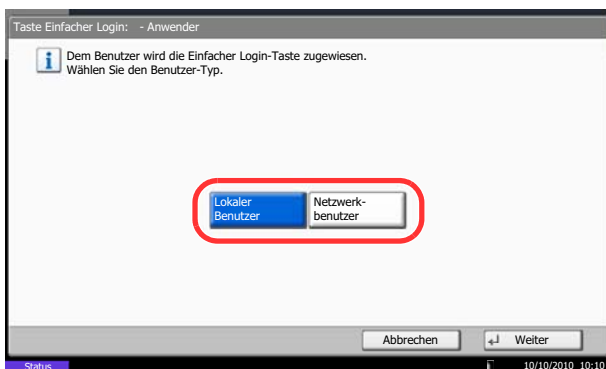 Taste Einfacher Login: - Anwender
Dem Benutzer wird die Einfacher Login-Taste zugewiesen.
Wählen Sie den Benutzer-Typ.
Lokaler
Benutzer
Netzwerk-
benutzer
Abbrechen
Weiter
Status
10/10/2010 10:10